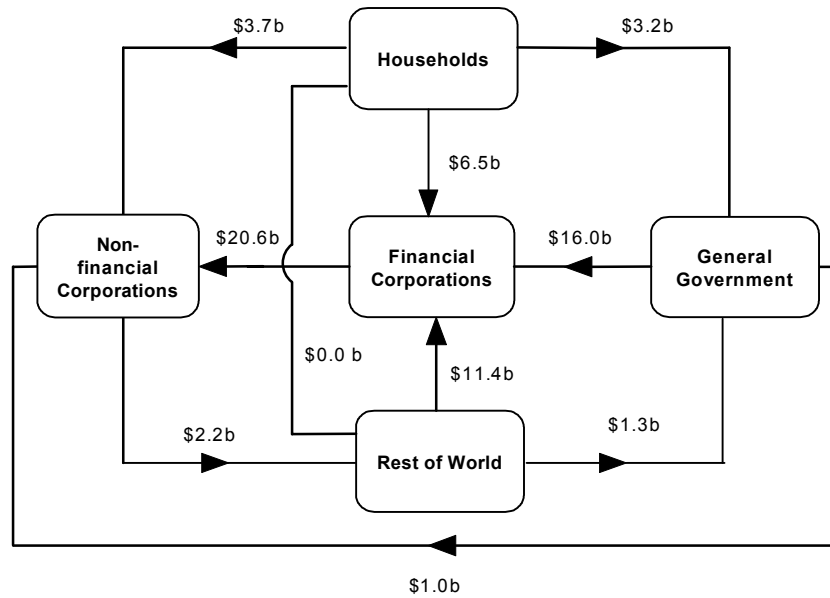 $3.7b
Households
$3.2b
$6.5b
Non-
financial
Corporations
$20.6b
Financial
Corporations
$16.0b
General
Government
$0.0 b
$11.4b
$2.2b
Rest of World
$1.3b
$1.0b